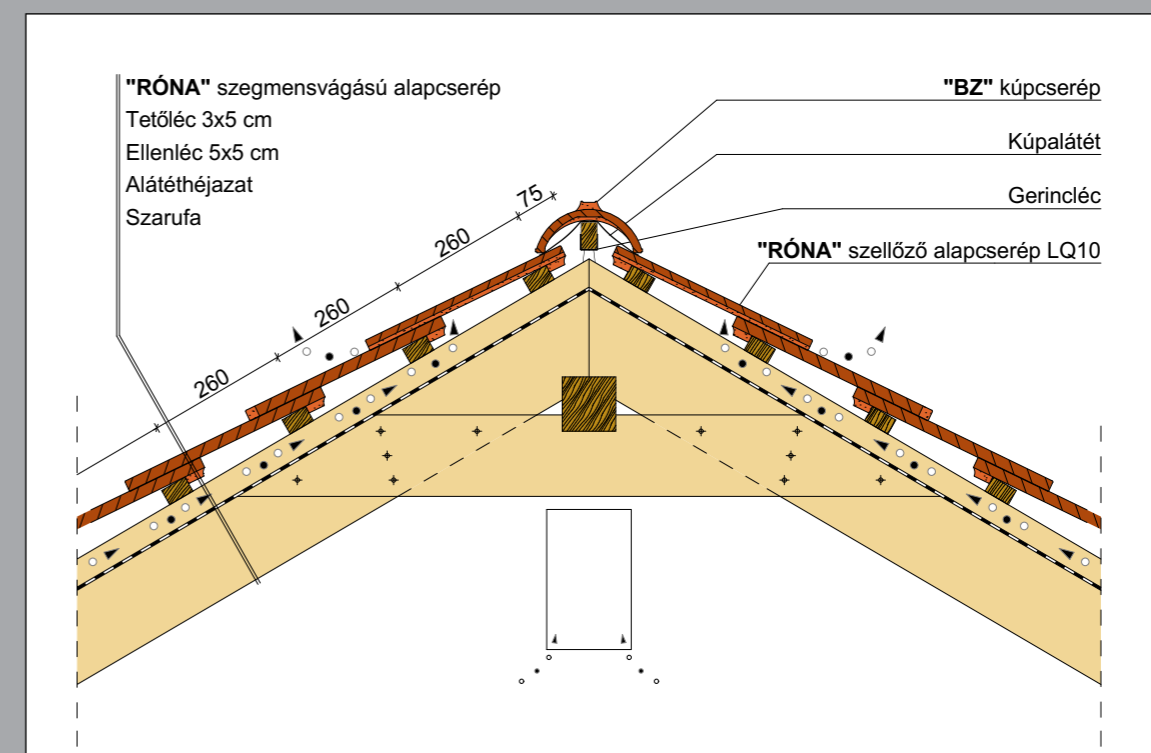 "RÓNA" szegmensvágású alapcserép
Tetőléc 3x5 cm
Ellenléc 5x5 cm
Alátéthéjazat
Szarufa
"BZ" kúpcserép
Kúpalátét
Gerincléc
"RÓNA" szellőző alapcserép LQ10
75
260
260
260